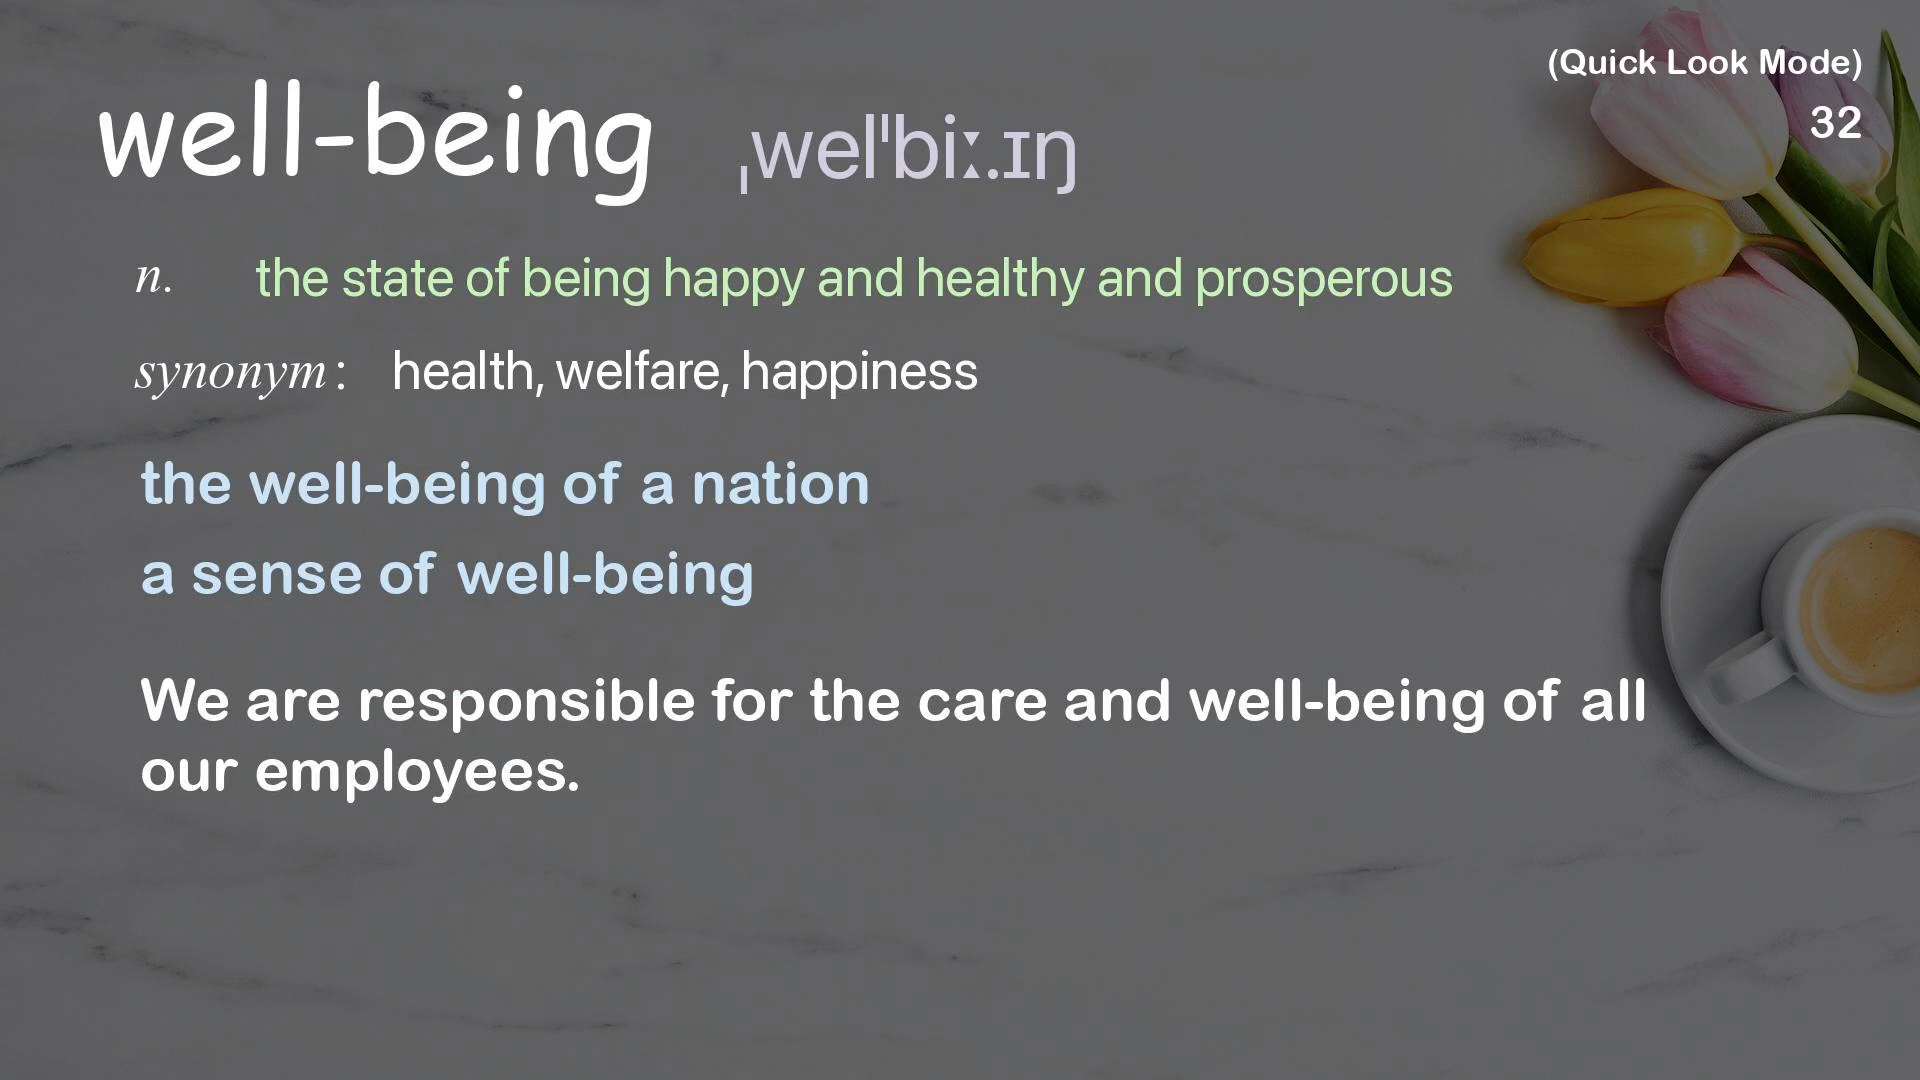 (Quick Look Mode)
32
well-being ˌwelˈbiː.ɪŋ
n. the state of being happy and healthy and prosperous
synonym: health, welfare, happiness
the well-being of a nation
a sense of well-being
We are responsible for the care and well-being of all
our employees.